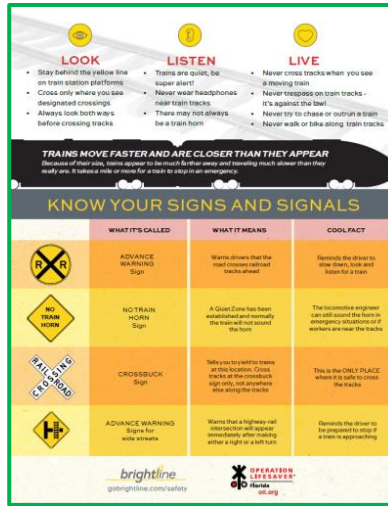 LOOK
• Stay behind the yellow line
on train station platforms
• Cross only where you see
designated crossings
• Always look both ways
before crossing tracks
LISTEN
• Trains are quiet, be
super alert!
• Never wear headphones
near train tracks
• There may not always
be a train horn
LIVE
• Never cross tracks when you see
a moving train
• Never trespass on train tracks -
it's against the law!
• Never try to chase or outrun a train
• Never walk or bike along train tracks
TRAINS MOVE FASTER AND ARE CLOSER THAN THEY APPEAR
Because of their size, trains appear to be much farther away and traveling much slower than they
really are. It takes a mile or more for a train to stop in an emergency.
KNOW YOUR SIGNS AND SIGNALS
WHAT IT'S CALLED
WHAT IT MEANS
COOL FACT
R R
ADVANCE
WARNING
Sign
Warns drivers that the
road crosses railroad
tracks ahead
Reminds the driver to
slow down, look and
listen for a train
NO
TRAIN
HORN
NO TRAIN
HORN
Sign
A Quiet Zone has been
established and normally
the train will not sound
the horn
The locomotive engineer
can still sound the horn in
emergency situations or if
workers are near the tracks
RAILROAD
CROSSING
CROSSBUCK
Sign
Tells you to yield to trains
at this location. Cross
tracks at the crossbuck
sign only, not anywhere
else along the tracks
This is the ONLY PLACE
where it is safe to cross
the tracks
ADVANCE WARNING
Signs for
side streets
Warns that a highway-rail
intersection will appear
immediately after making
either a right or a left turn
Reminds the driver to
be prepared to stop if
a train is approaching
brightline
gobrightline.com/safety
OPERATION
LIFESAVER
Florida
oli.org